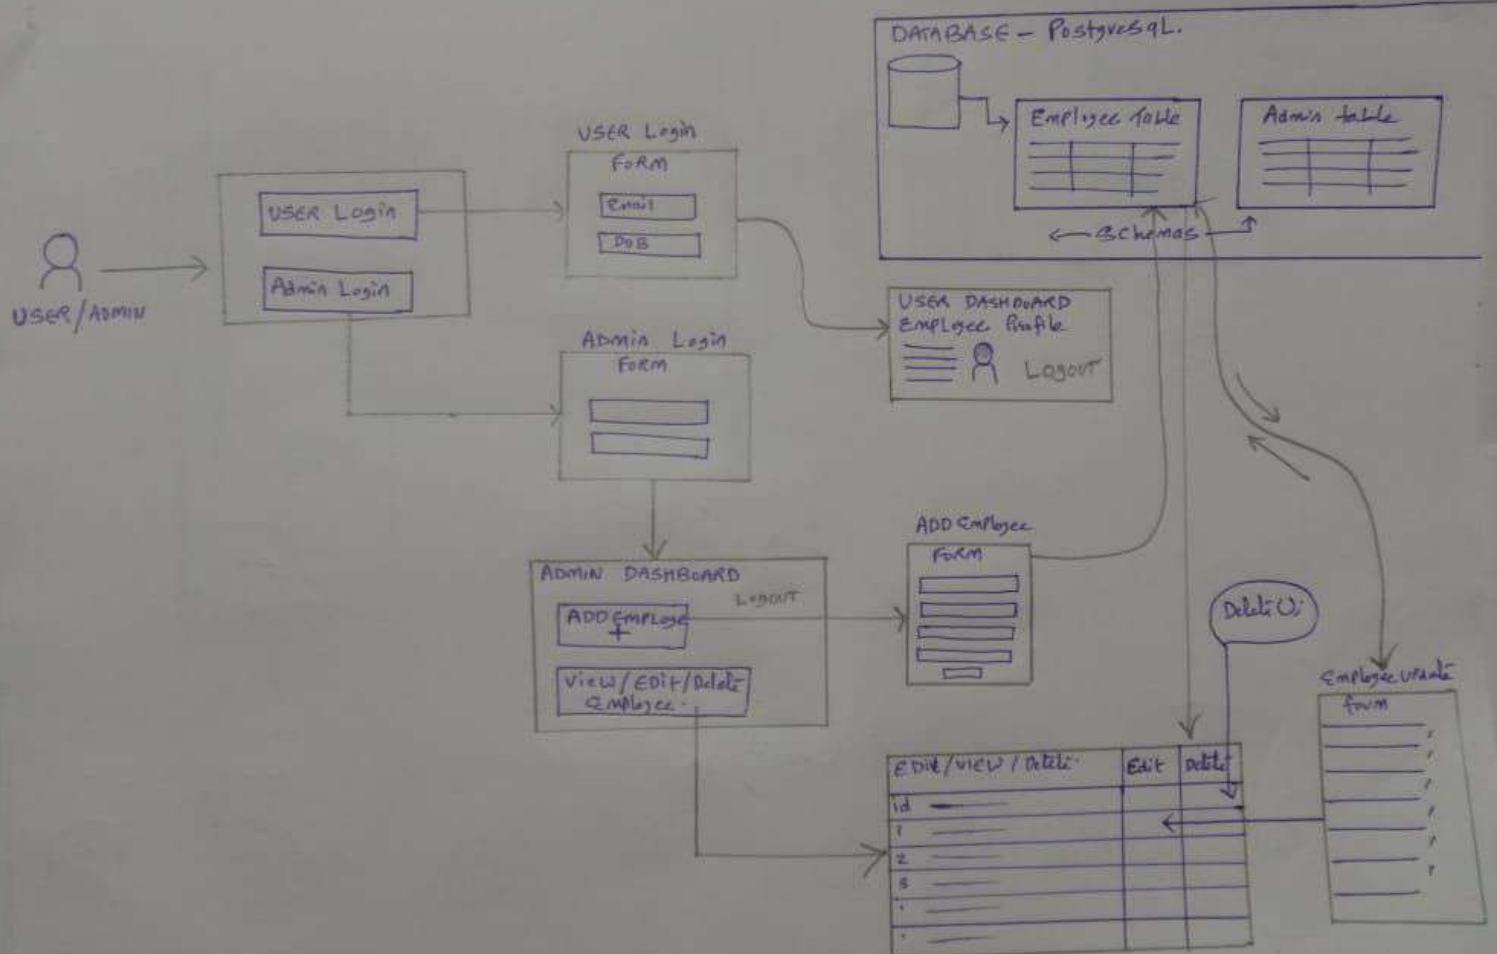 DATABASE - PostgresqL.
Employee Table
Admin table
Schemas
USER Login
FORM
Email
DOB
USER Login
Admin Login
USER/ADMIN
USER DASHBOARD
Employee Profile
LOGOUT
ADMIN Login
FORM
ADMIN DASHBOARD
LOGOUT
ADD EMPLOYE
+
View/EDit/Delete
Employee.
ADD Employee
FORM
Delete Ui
Employee update
form
EDit/VIEW/Delete
Edit
Delete
id
1
2
3